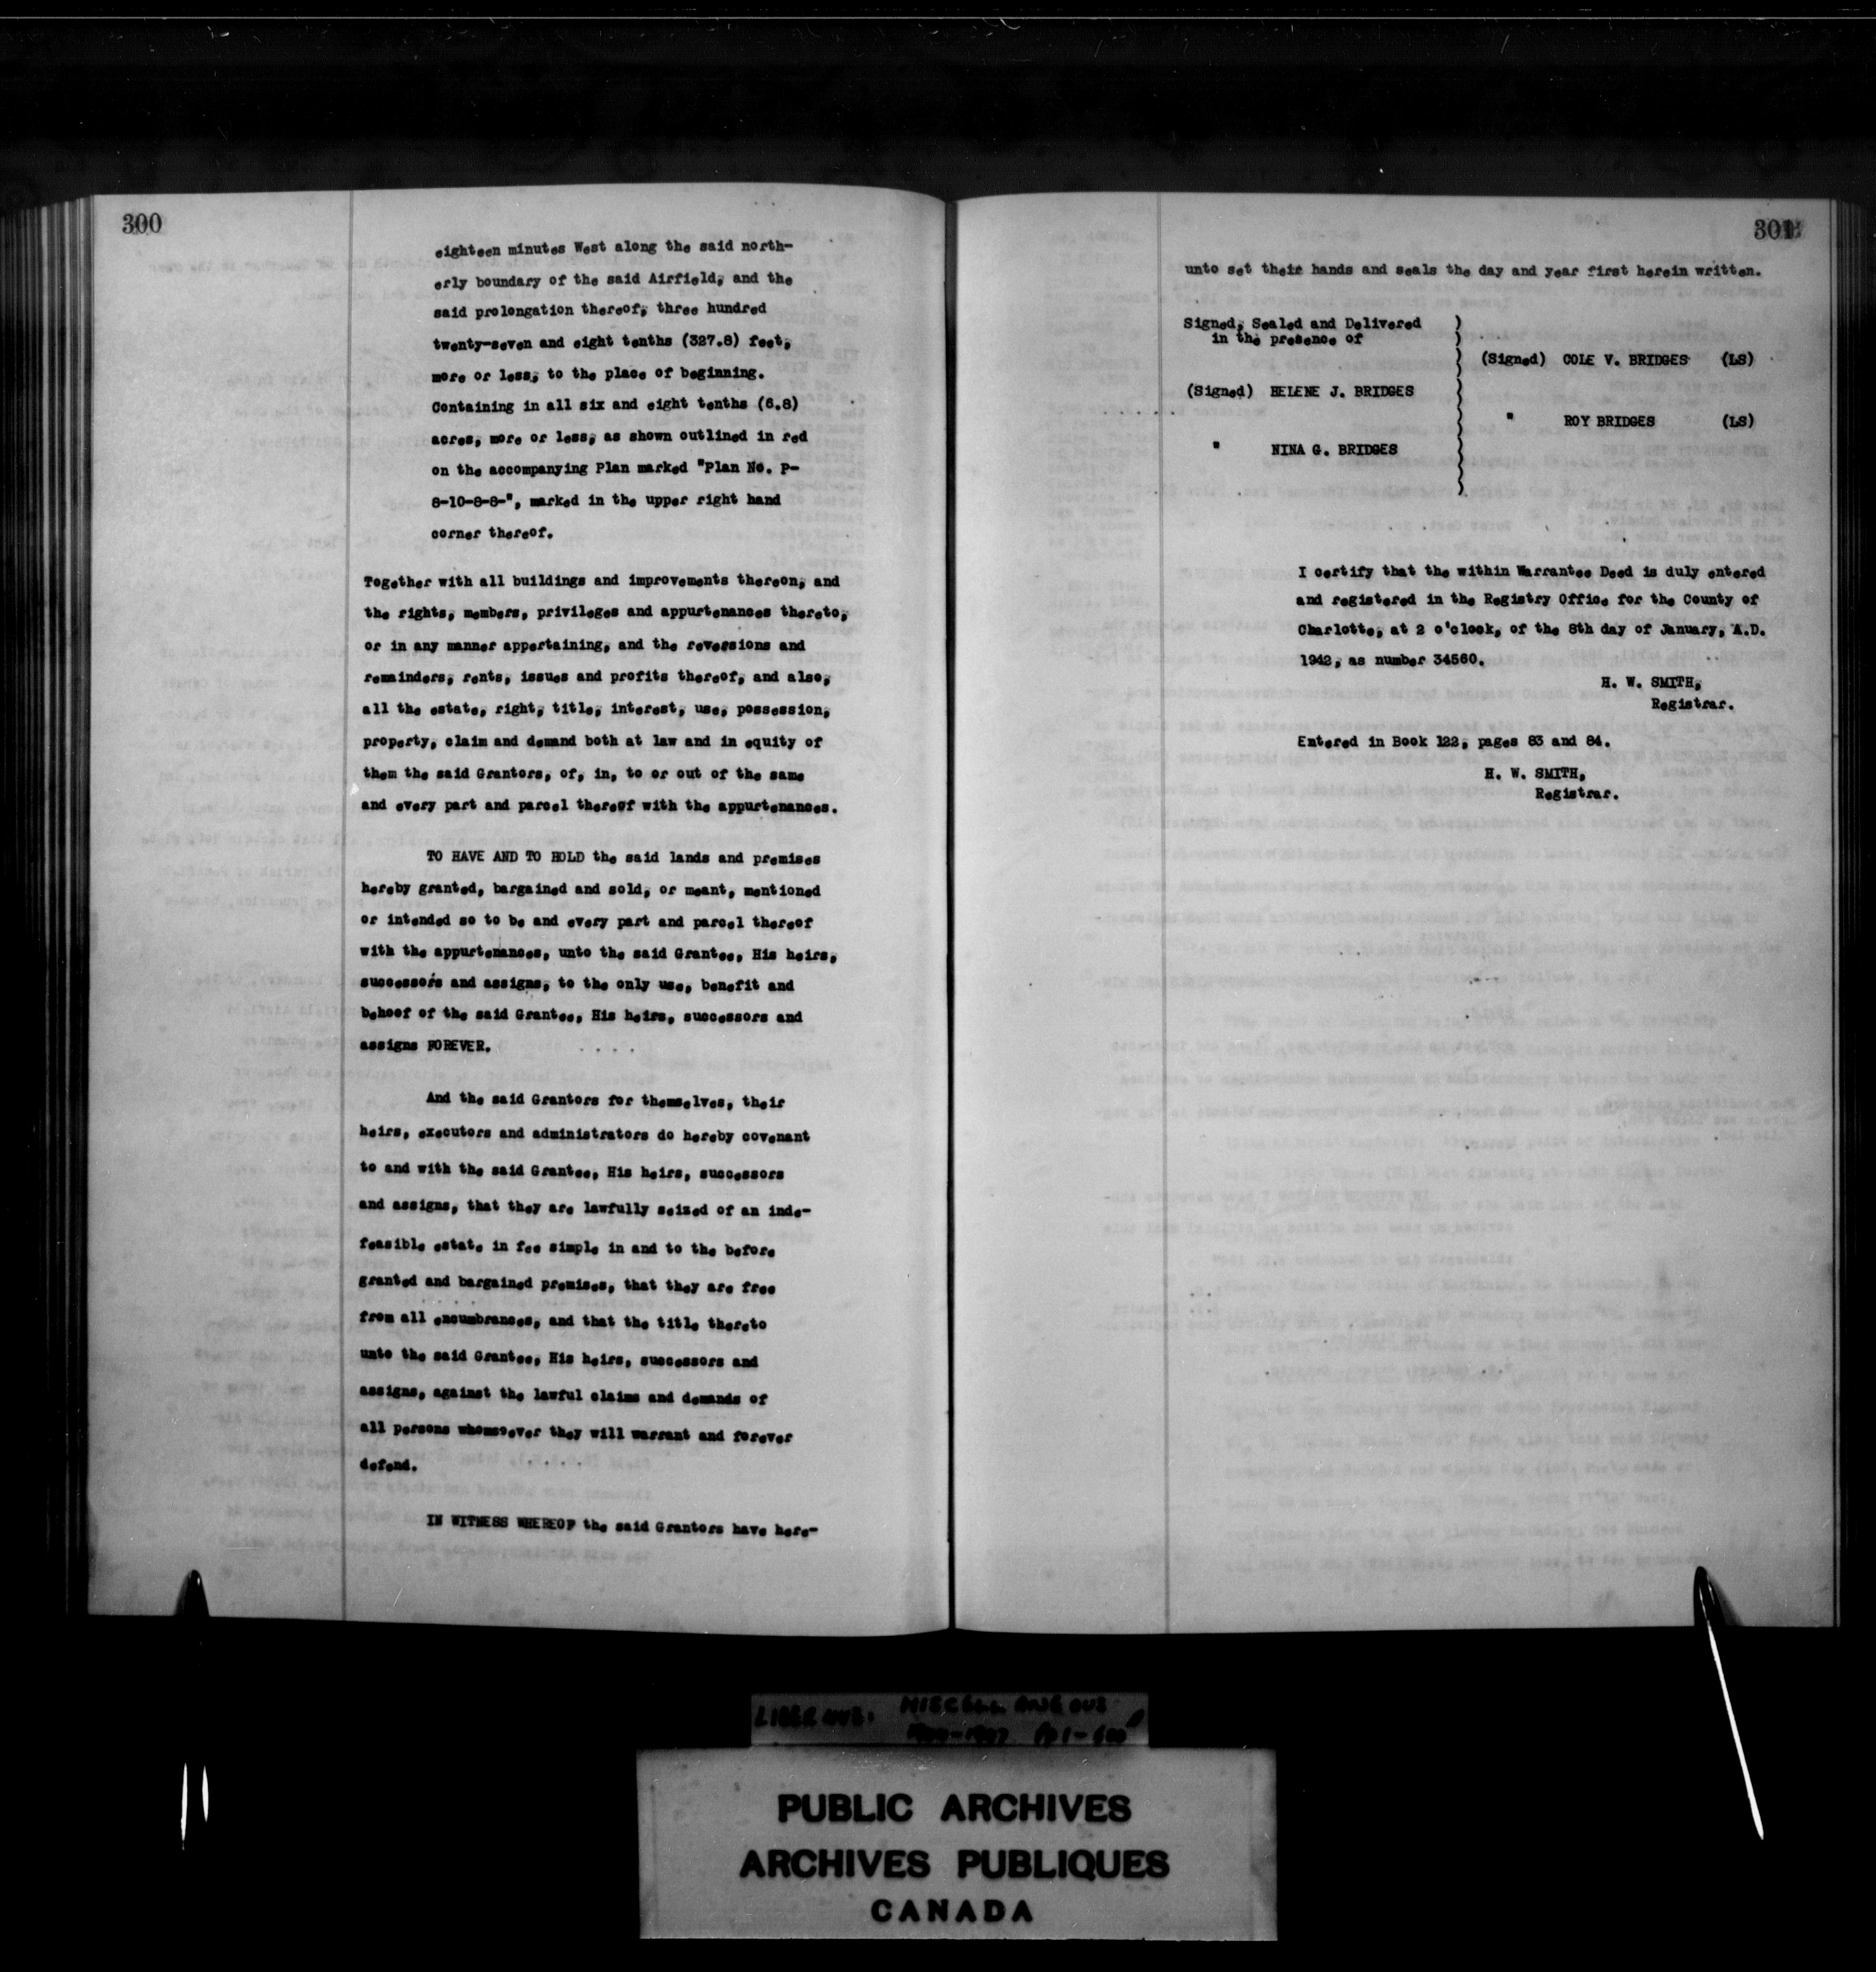 300
eighteen minutes West along the said north-
erly boundary of the said Airfield, and the
said prolongation thereof, three hundred
twenty-seven and eight tenths (327.8) feet,
more or less, to the place of beginning.
Containing in all six and eight tenths (6.8)
acres, more or less, as shown outlined in red
on the accompanying Plan marked "Plan No. P-
8-10-8-8-", marked in the upper right hand
corner thereof.
Together with all buildings and improvements thereon, and
the rights, members, privileges and appurtenances thereto,
or in any manner appertaining, and the reversions and
remainders, rents, issues and profits thereof, and also,
all the estate, right, title, interest, use, possession,
property, claim and demand both at law and in equity of
them the said Grantors, of, in, to or out of the same
and every part and parcel thereof with the appurtenances.
TO HAVE AND TO HOLD the said lands and premises
hereby granted, bargained and sold, or meant, mentioned
or intended so to be and every part and parcel thereof
with the appurtenances, unto the said Grantee, His heirs,
successors and assigns, to the only use, benefit and
behoof of the said Grantee, His heirs, successors and
assigns FOREVER.
And the said Grantors for themselves, their
heirs, executors and administrators do hereby covenant
to and with the said Grantee, His heirs, successors
and assigns, that they are lawfully seized of an inde-
feasible estate in fee simple in and to the before
granted and bargained premises, that they are free
from all encumbrances, and that the title thereto
unto the said Grantee, His heirs, successors and
assigns, against the lawful claims and demands of
all persons whomsoever they will warrant and forever
defend.
IN WITNESS WHEREOF the said Grantors have here-
301
unto set their hands and seals the day and year first herein written.
Signed, Sealed and Delivered )
in the presence of )
(Signed) COLE V. BRIDGES (LS)
(Signed) HELENE J. BRIDGES
" ROY BRIDGES (LS)
" NINA G. BRIDGES
I certify that the within Warrantee Deed is duly entered
and registered in the Registry Office for the County of
Charlotte, at 2 o'clock, of the 8th day of January, A.D.
1942, as number 34560.
H. W. SMITH,
Registrar.
Entered in Book 122, pages 83 and 84.
H. W. SMITH,
Registrar.
MISCELLANEOUS
PUBLIC ARCHIVES
ARCHIVES PUBLIQUES
CANADA